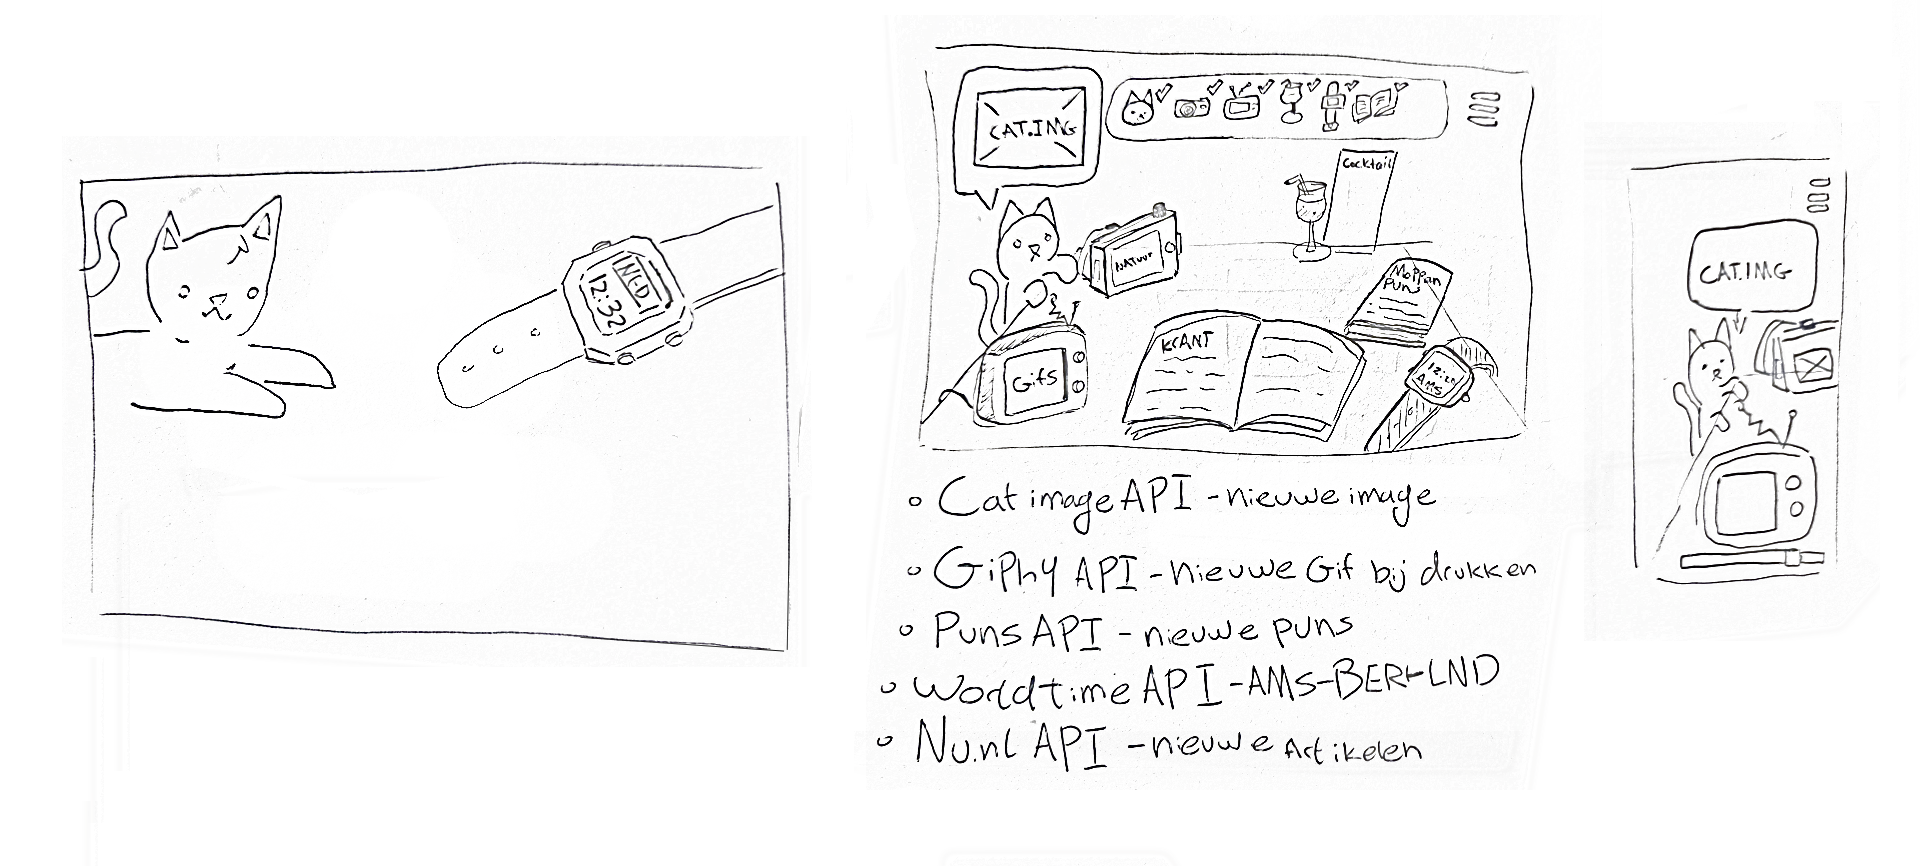 NED
12:32
CAT.IMG
Cocktail
NATUUR
Moppen
Puns
KRANT
Gifs
12:20
AMS
Cat image API - nieuwe image
GiPhy API - nieuwe Gif bij drukken
Puns API - nieuwe puns
Worldtime API - AMS - BER - LND
Nu.nl API - nieuwe Artikelen
CAT.IMG